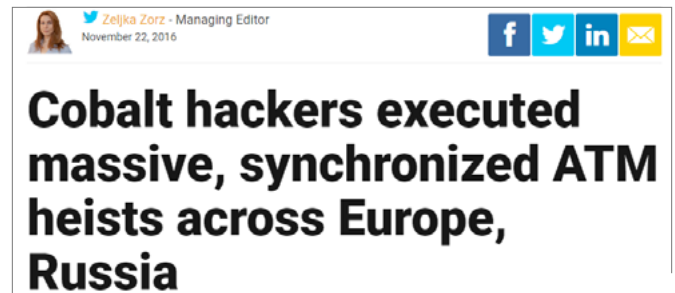 Zeljka Zorz - Managing Editor
November 22, 2016
Cobalt hackers executed
massive, synchronized ATM
heists across Europe,
Russia